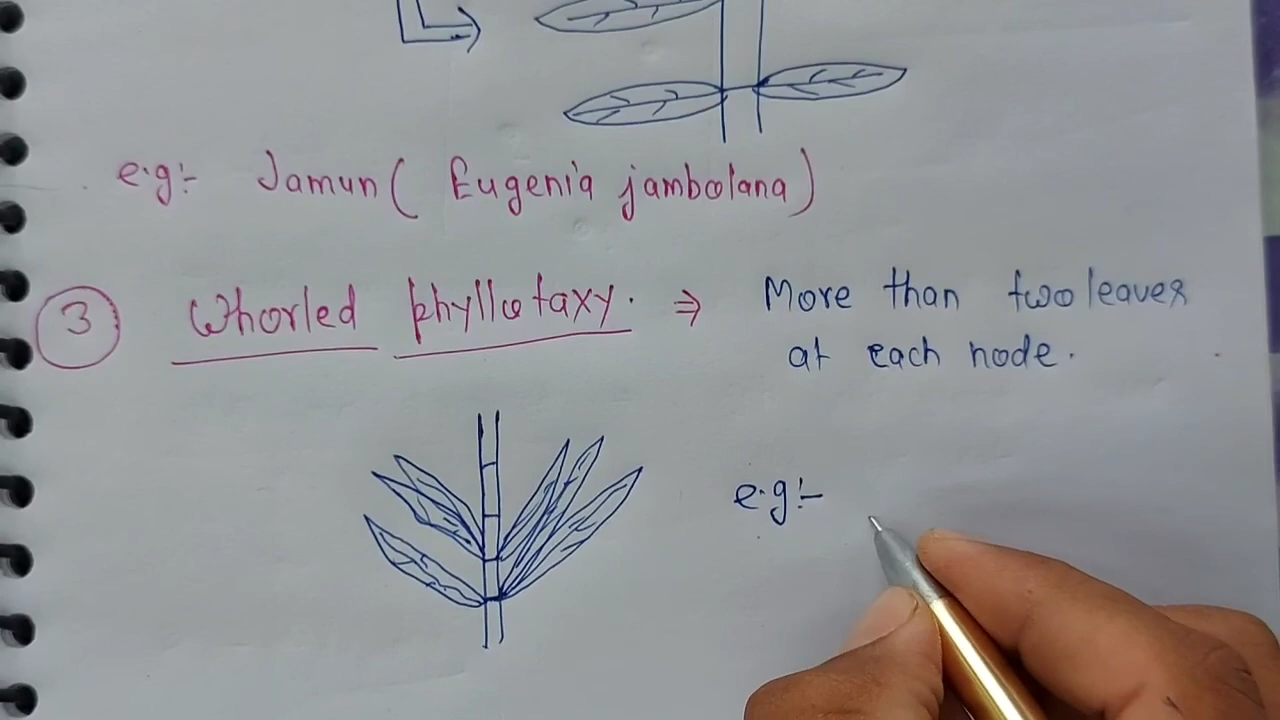 e.g:- Jamun ( Eugenia jambolana)
3 Whorled phyllotaxy. ⇒ More than two leaves
at each node.
e.g:-